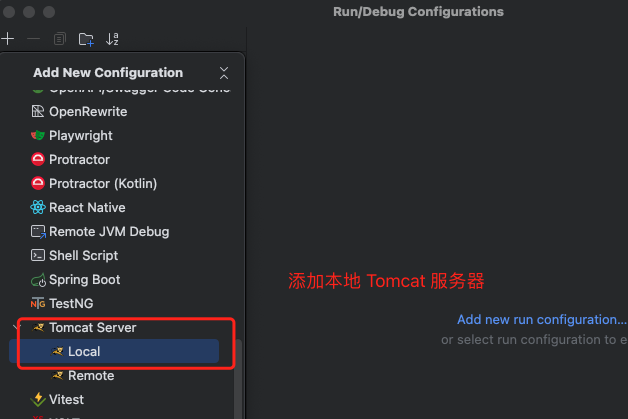 Run/Debug Configurations
Add New Configuration
OpenAPI/Swagger Code Gene
OpenRewrite
Playwright
Protractor
Protractor (Kotlin)
React Native
Remote JVM Debug
Shell Script
Spring Boot
TestNG
添加本地 Tomcat 服务器
Tomcat Server
Add new run configuration...
or select run configuration to e
Local
Remote
Vitest